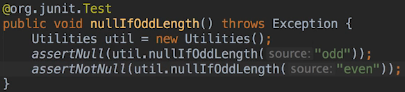 @org.junit.Test
public void nullIfOddLength() throws Exception {
Utilities util = new Utilities();
assertNull(util.nullIfOddLength( source: "odd"));
assertNotNull(util.nullIfOddLength( source: "even"));
}